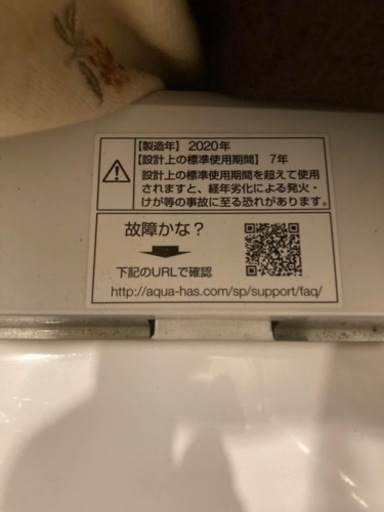 【製造年】2020年
【設計上の標準使用期間】7年
設計上の標準使用期間を超えて使用
されますと、経年劣化による発火・
けが等の事故に至る恐れがあります。
故障かな？
下記のURLで確認
http://aqua-has.com/sp/support/faq/